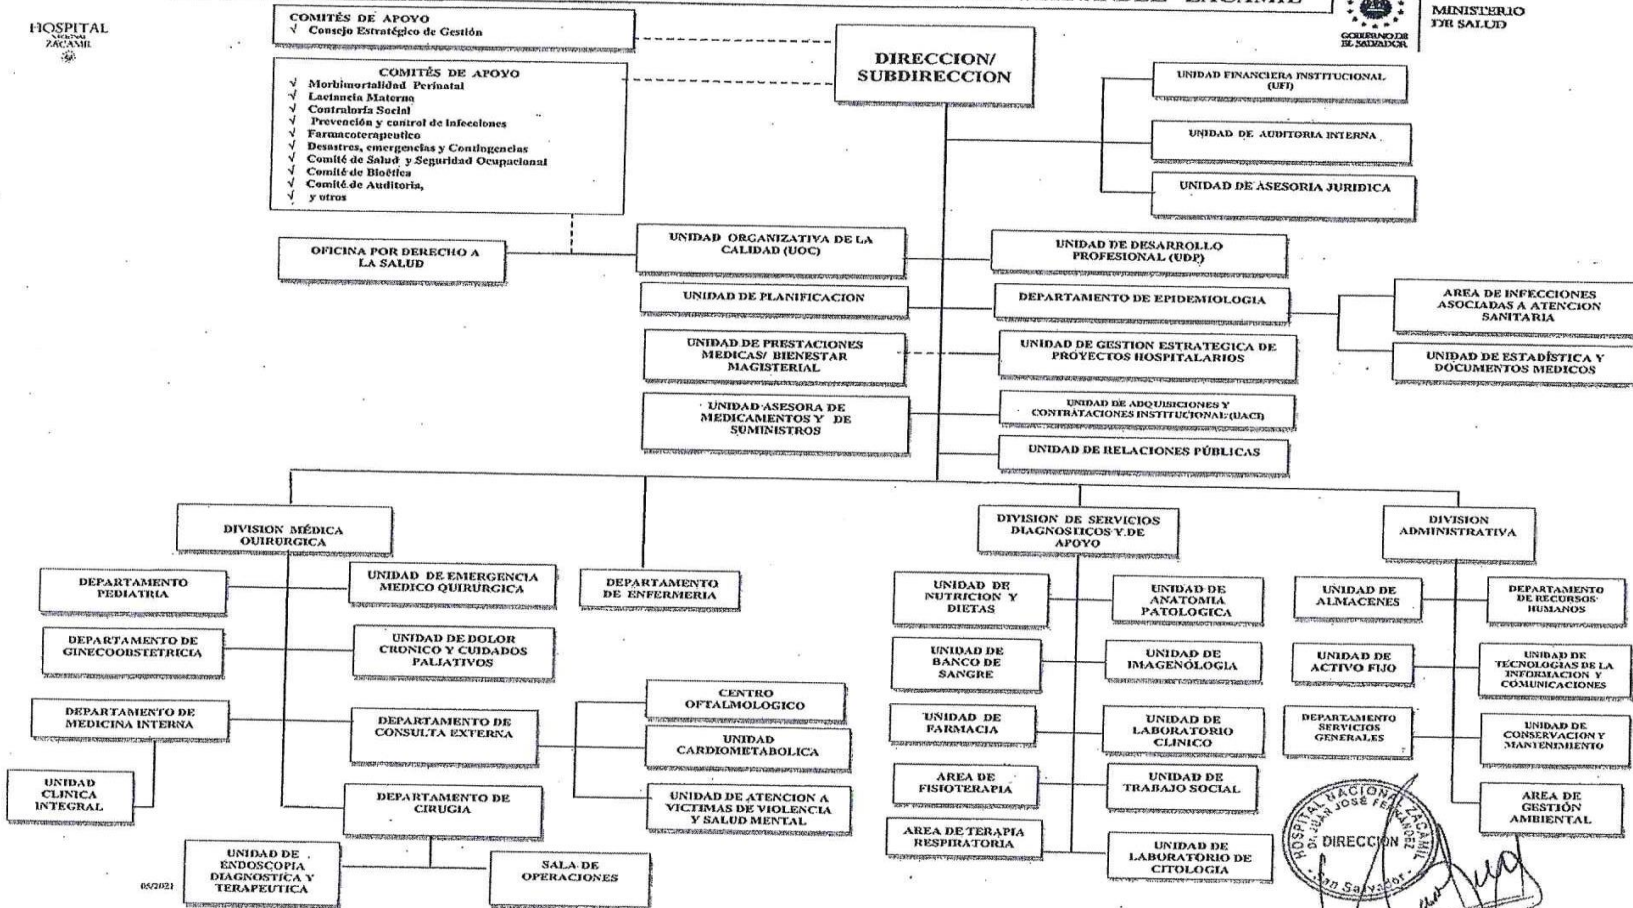 ZACAMIL
HOSPITAL
NACIONAL
ZACAMIL
GOBIERNO DE
EL SALVADOR
MINISTERIO
DE SALUD
COMITÉS DE APOYO
√ Consejo Estratégico de Gestión
DIRECCION/
SUBDIRECCION
COMITÉS DE APOYO
√ Morbimortalidad Perinatal
√ Lactancia Materna
√ Contraloría Social
√ Prevención y control de infecciones
√ Farmacoterapeutico
√ Desastres, emergencias y Contingencias
√ Comité de Salud y Seguridad Ocupacional
√ Comité de Bioética
√ Comité de Auditoria,
√ y otros
UNIDAD FINANCIERA INSTITUCIONAL
(UFI)
UNIDAD DE AUDITORIA INTERNA
UNIDAD DE ASESORIA JURIDICA
OFICINA POR DERECHO A
LA SALUD
UNIDAD ORGANIZATIVA DE LA
CALIDAD (UOC)
UNIDAD DE DESARROLLO
PROFESIONAL (UDP)
UNIDAD DE PLANIFICACION
DEPARTAMENTO DE EPIDEMIOLOGIA
AREA DE INFECCIONES
ASOCIADAS A ATENCION
SANITARIA
UNIDAD DE ESTADÍSTICA Y
DOCUMENTOS MEDICOS
UNIDAD DE PRESTACIONES
MEDICAS/ BIENESTAR
MAGISTERIAL
UNIDAD DE GESTION ESTRATEGICA DE
PROYECTOS HOSPITALARIOS
UNIDAD ASESORA DE
MEDICAMENTOS Y DE
SUMINISTROS
UNIDAD DE ADQUISICIONES Y
CONTRATACIONES INSTITUCIONAL (UACI)
UNIDAD DE RELACIONES PÚBLICAS
DIVISION MÉDICA
QUIRURGICA
DIVISION DE SERVICIOS
DIAGNOSTICOS Y DE
APOYO
DIVISION
ADMINISTRATIVA
DEPARTAMENTO
PEDIATRIA
UNIDAD DE EMERGENCIA
MEDICO QUIRURGICA
DEPARTAMENTO
DE ENFERMERIA
UNIDAD DE
NUTRICION Y
DIETAS
UNIDAD DE
ANATOMIA
PATOLOGICA
UNIDAD DE
ALMACENES
DEPARTAMENTO
DE RECURSOS
HUMANOS
DEPARTAMENTO DE
GINECOOBSTETRICIA
UNIDAD DE DOLOR
CRONICO Y CUIDADOS
PALIATIVOS
UNIDAD DE
BANCO DE
SANGRE
UNIDAD DE
IMAGENOLOGIA
UNIDAD DE
ACTIVO FIJO
UNIDAD DE
TECNOLOGIAS DE LA
INFORMACION Y
COMUNICACIONES
DEPARTAMENTO DE
MEDICINA INTERNA
DEPARTAMENTO DE
CONSULTA EXTERNA
CENTRO
OFTALMOLOGICO
UNIDAD
CARDIOMETABOLICA
UNIDAD DE ATENCION A
VICTIMAS DE VIOLENCIA
Y SALUD MENTAL
UNIDAD DE
FARMACIA
UNIDAD DE
LABORATORIO
CLINICO
DEPARTAMENTO
SERVICIOS
GENERALES
UNIDAD DE
CONSERVACION Y
MANTENIMIENTO
UNIDAD
CLINICA
INTEGRAL
DEPARTAMENTO DE
CIRUGIA
AREA DE
FISIOTERAPIA
UNIDAD DE
TRABAJO SOCIAL
AREA DE
GESTIÓN
AMBIENTAL
AREA DE TERAPIA
RESPIRATORIA
UNIDAD DE
LABORATORIO DE
CITOLOGIA
UNIDAD DE
ENDOSCOPIA
DIAGNOSTICA Y
TERAPEUTICA
SALA DE
OPERACIONES
05/2021
HOSPITAL NACIONAL ZACAMIL
DR. JUAN JOSÉ FERNÁNDEZ
DIRECCION
San Salvador